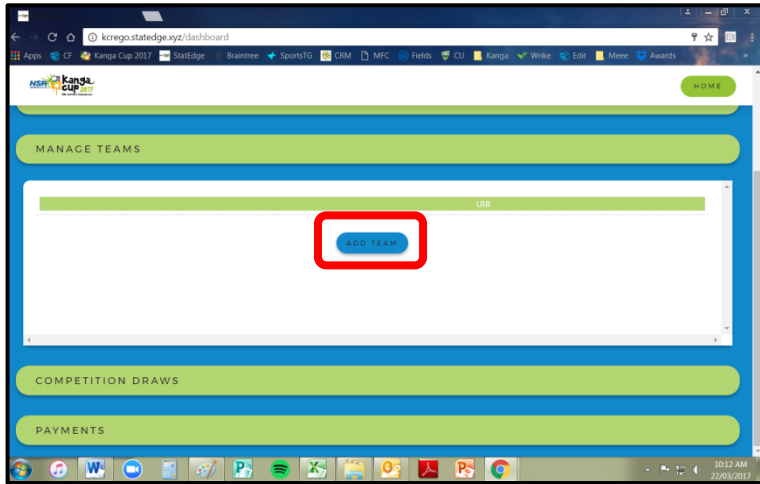 kcrego.statedge.xyz/dashboard
Apps CF Kanga Cup 2017 StatEdge Braintree SportsTG CRM MFC Fields CU Kanga Wrike Edit Meee Awards »
NSR Kanga Cup 2017
HOME
MANAGE TEAMS
U18
ADD TEAM
COMPETITION DRAWS
PAYMENTS
10:12 AM
22/03/2017